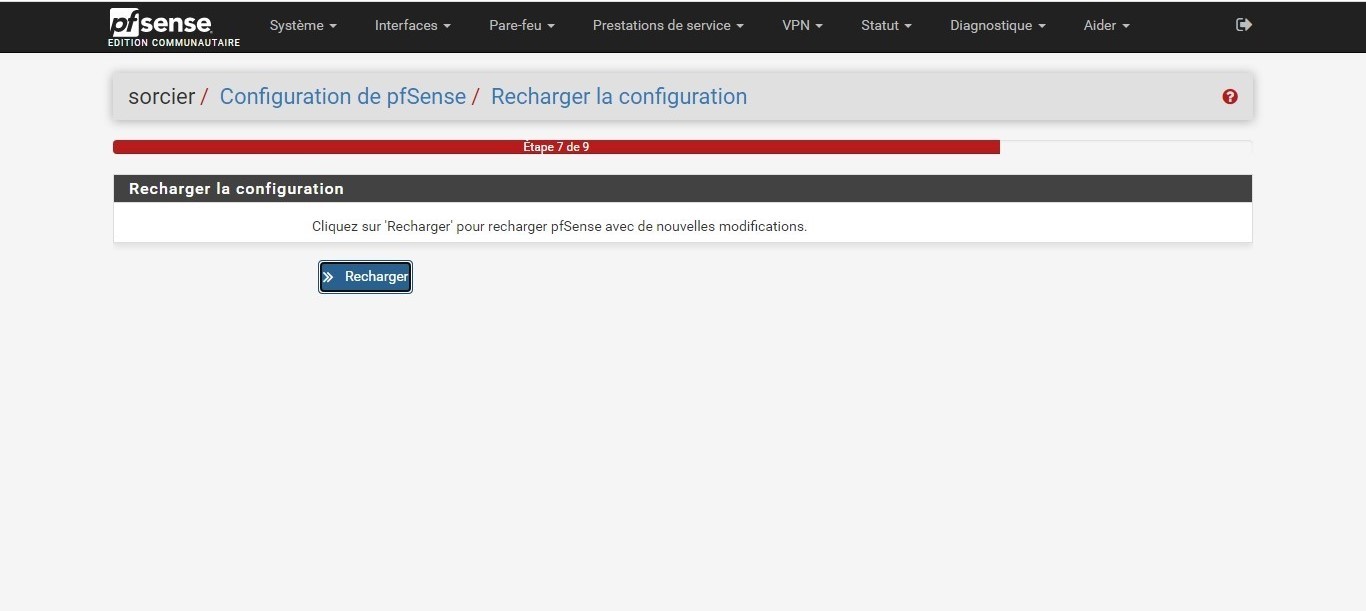 pfsense
EDITION COMMUNAUTAIRE
Système Interfaces Pare-feu Prestations de service VPN Statut Diagnostique Aider
sorcier / Configuration de pfSense / Recharger la configuration
Étape 7 de 9
Recharger la configuration
Cliquez sur 'Recharger' pour recharger pfSense avec de nouvelles modifications.
Recharger